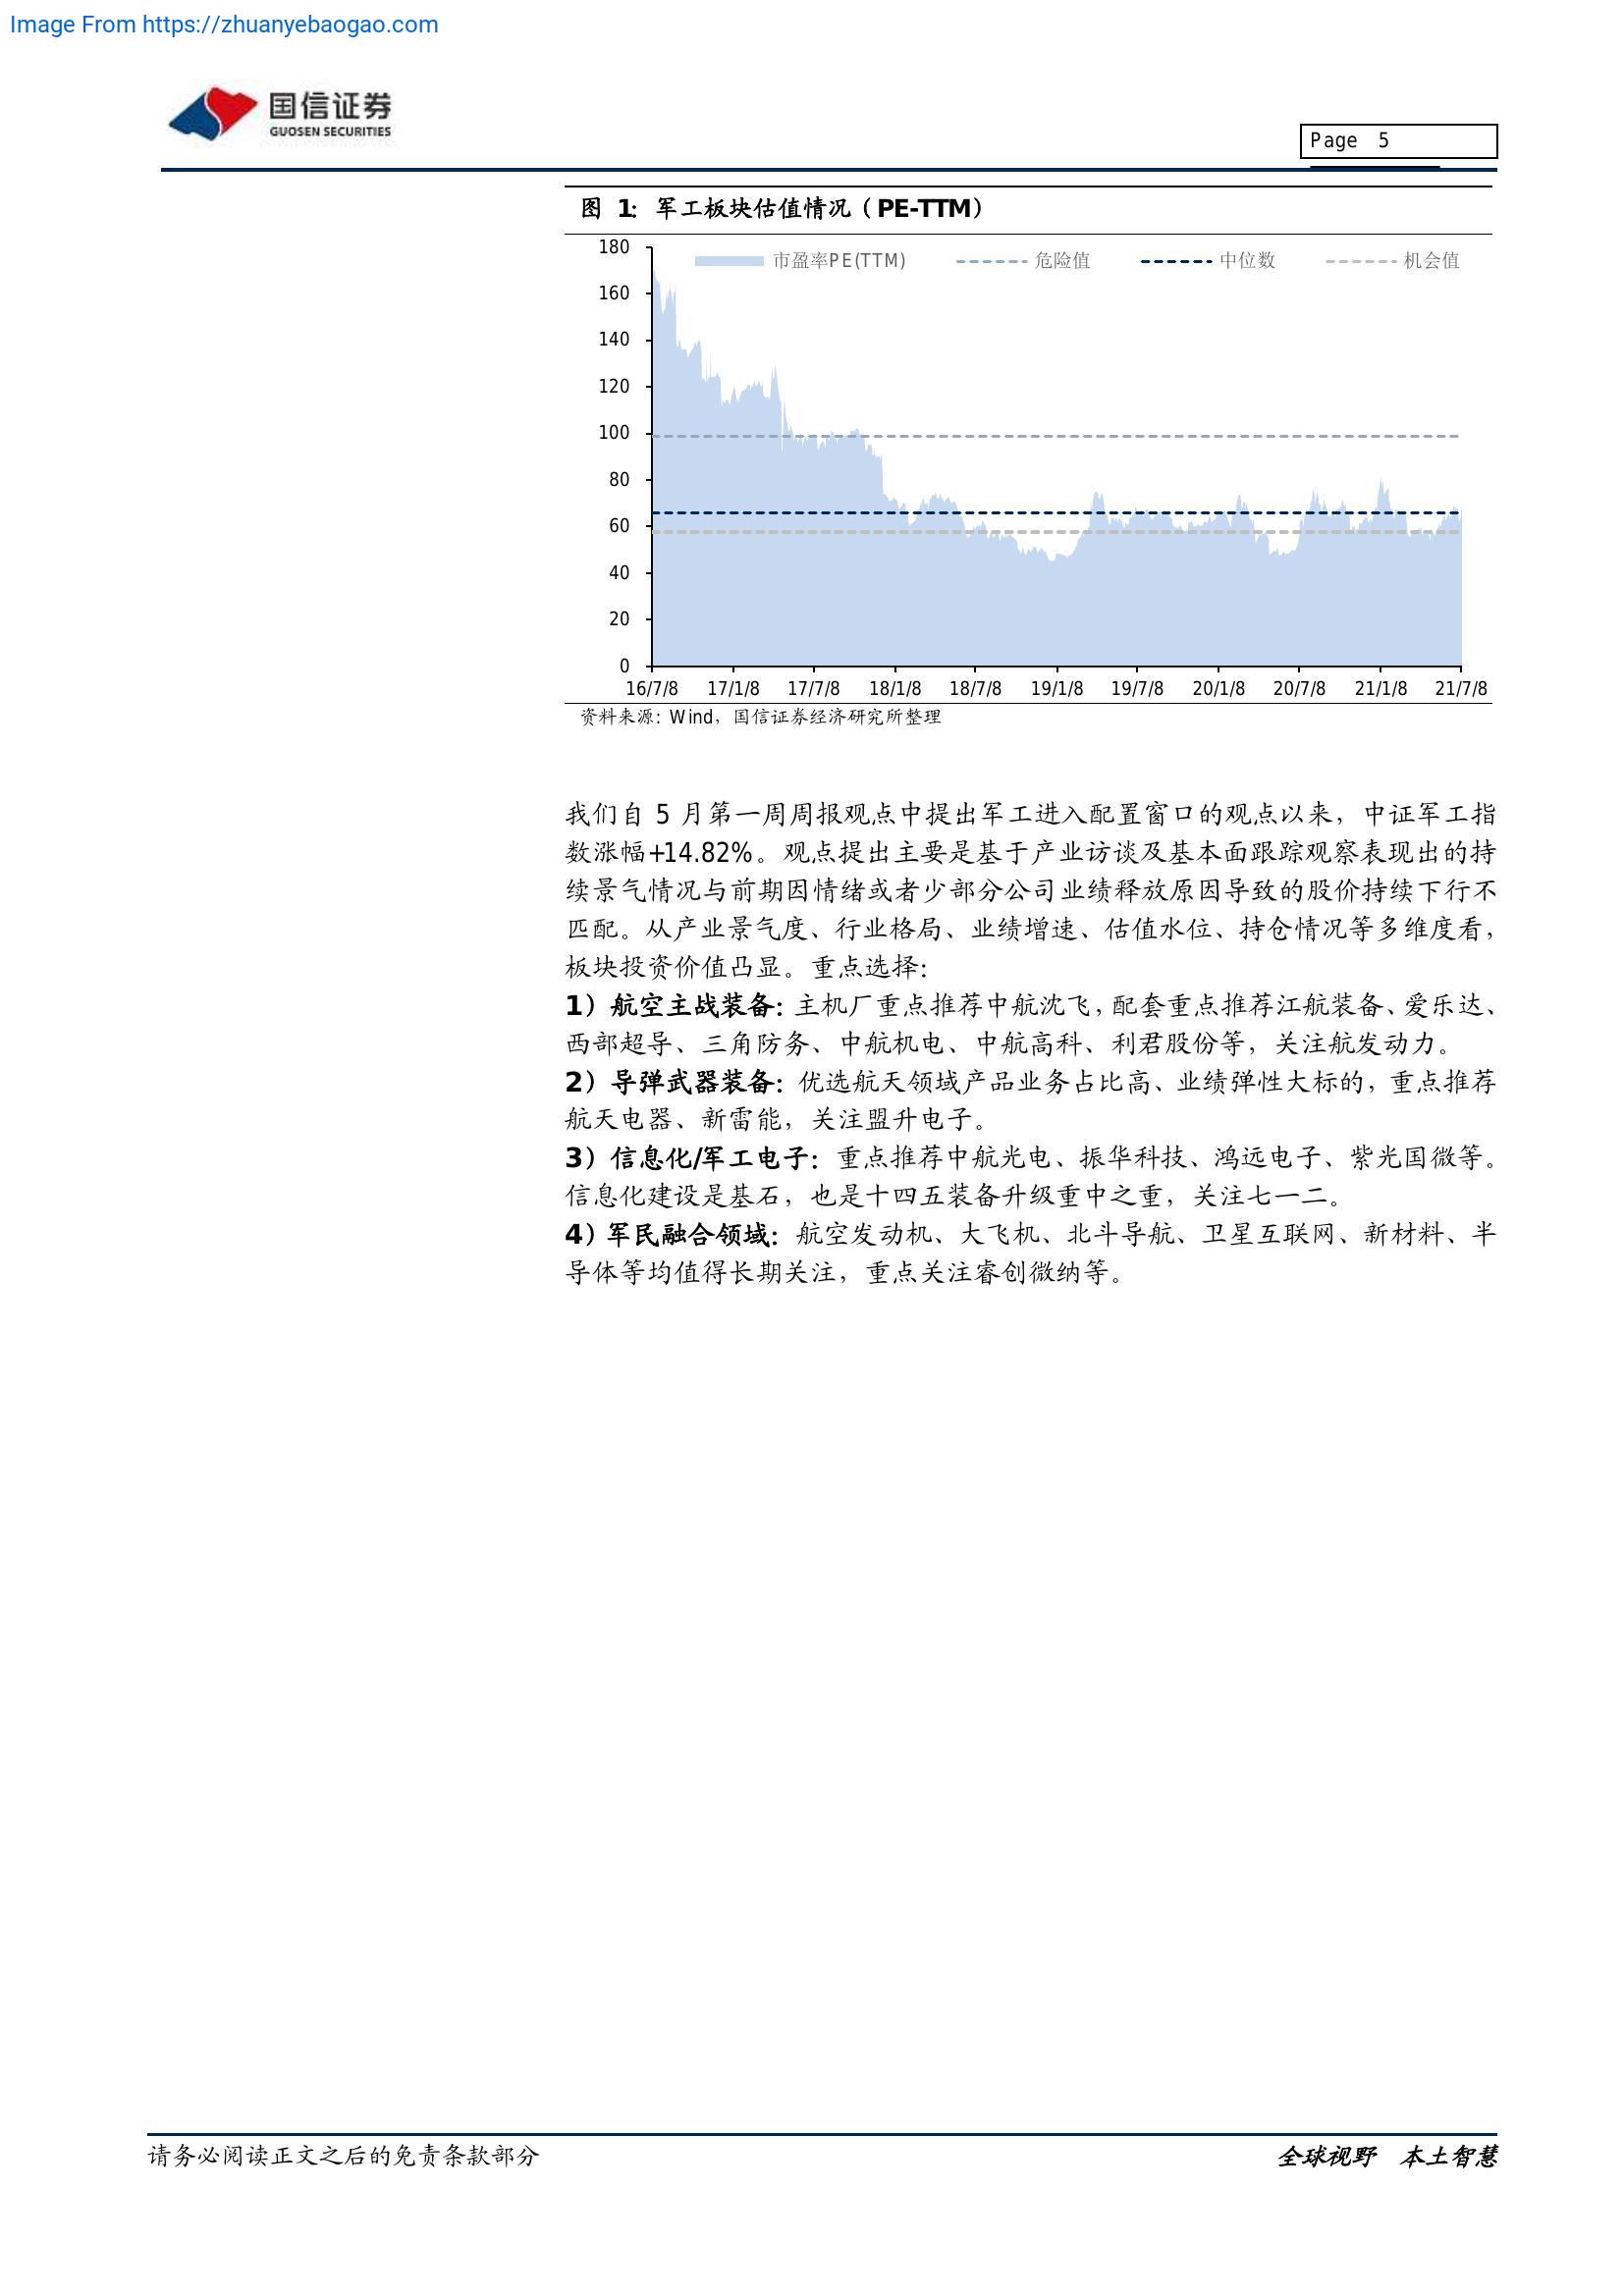 Image From https://zhuanyebaogao.com
国信证券
GUOSEN SECURITIES
Page 5
图 1: 军工板块估值情况（PE-TTM）
180
160
140
120
100
80
60
40
20
0
市盈率PE(TTM) 危险值 中位数 机会值
16/7/8 17/1/8 17/7/8 18/1/8 18/7/8 19/1/8 19/7/8 20/1/8 20/7/8 21/1/8 21/7/8
资料来源: Wind，国信证券经济研究所整理
我们自 5 月第一周周报观点中提出军工进入配置窗口的观点以来，中证军工指
数涨幅+14.82%。观点提出主要是基于产业访谈及基本面跟踪观察表现出的持
续景气情况与前期因情绪或者少部分公司业绩释放原因导致的股价持续下行不
匹配。从产业景气度、行业格局、业绩增速、估值水位、持仓情况等多维度看，
板块投资价值凸显。重点选择：
1）航空主战装备：主机厂重点推荐中航沈飞，配套重点推荐江航装备、爱乐达、
西部超导、三角防务、中航机电、中航高科、利君股份等，关注航发动力。
2）导弹武器装备：优选航天领域产品业务占比高、业绩弹性大标的，重点推荐
航天电器、新雷能，关注盟升电子。
3）信息化/军工电子：重点推荐中航光电、振华科技、鸿远电子、紫光国微等。
信息化建设是基石，也是十四五装备升级重中之重，关注七一二。
4）军民融合领域：航空发动机、大飞机、北斗导航、卫星互联网、新材料、半
导体等均值得长期关注，重点关注睿创微纳等。
请务必阅读正文之后的免责条款部分
全球视野 本土智慧